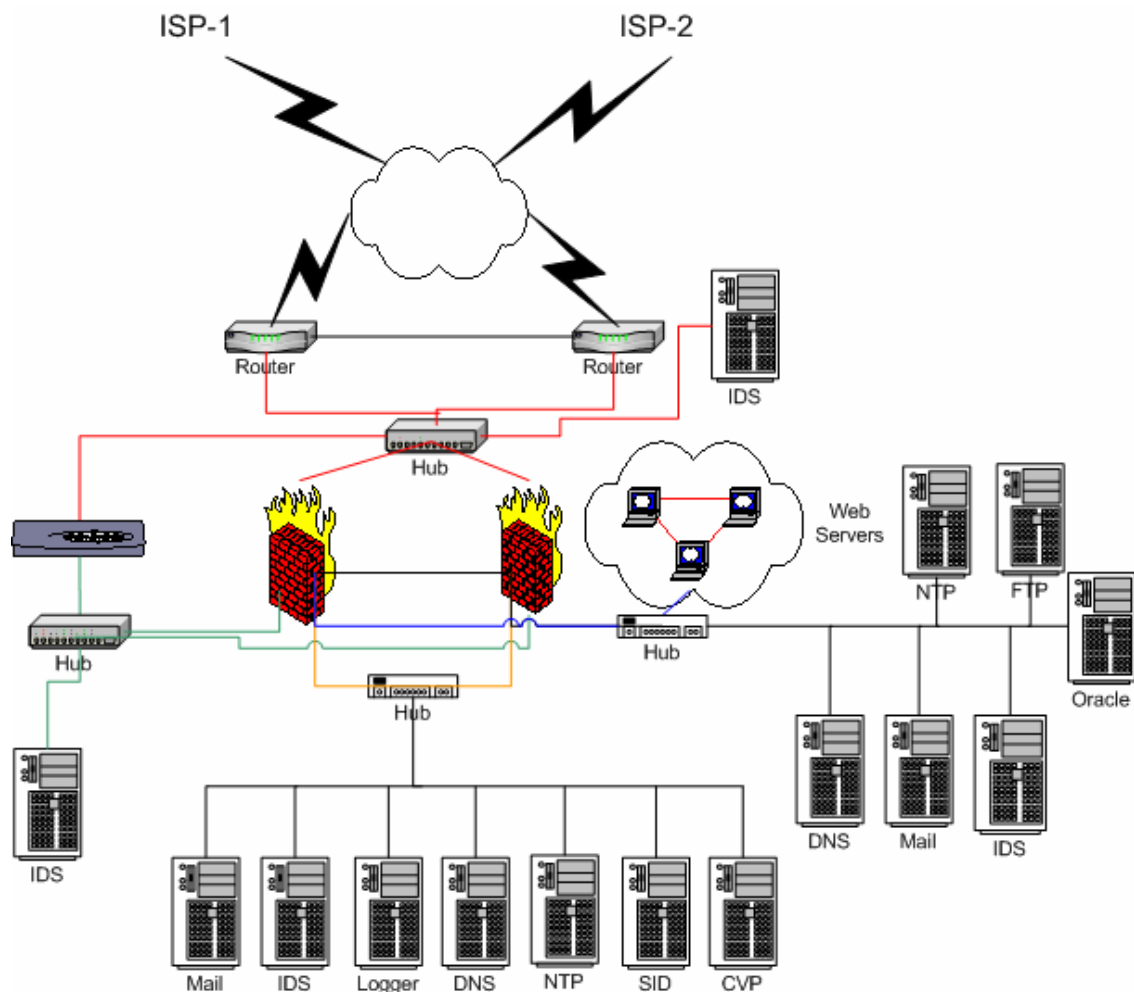 ISP-1
ISP-2
Router
Router
IDS
Hub
Web
Servers
NTP
FTP
Hub
Hub
Hub
Oracle
IDS
DNS
Mail
IDS
Mail
IDS
Logger
DNS
NTP
SID
CVP